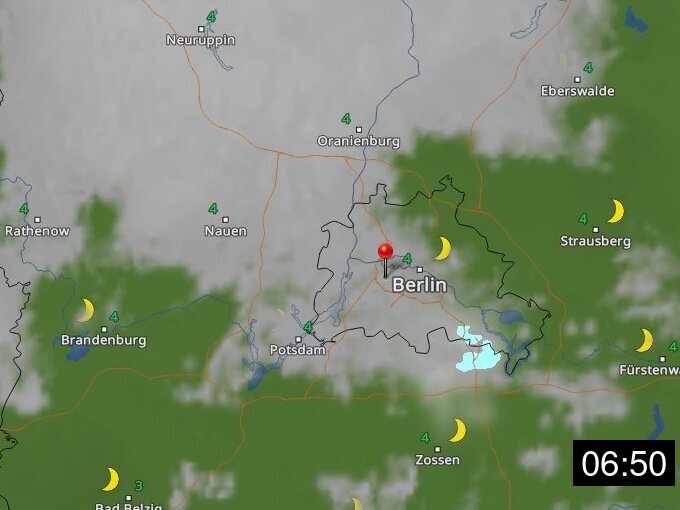 4
Neuruppin
4
Eberswalde
4
Oranienburg
4
Rathenow
4
Nauen
4
Strausberg
4
Berlin
4
Brandenburg
4
Potsdam
4
Fürstenwa
4
Zossen
06:50
3
Bad Belzig